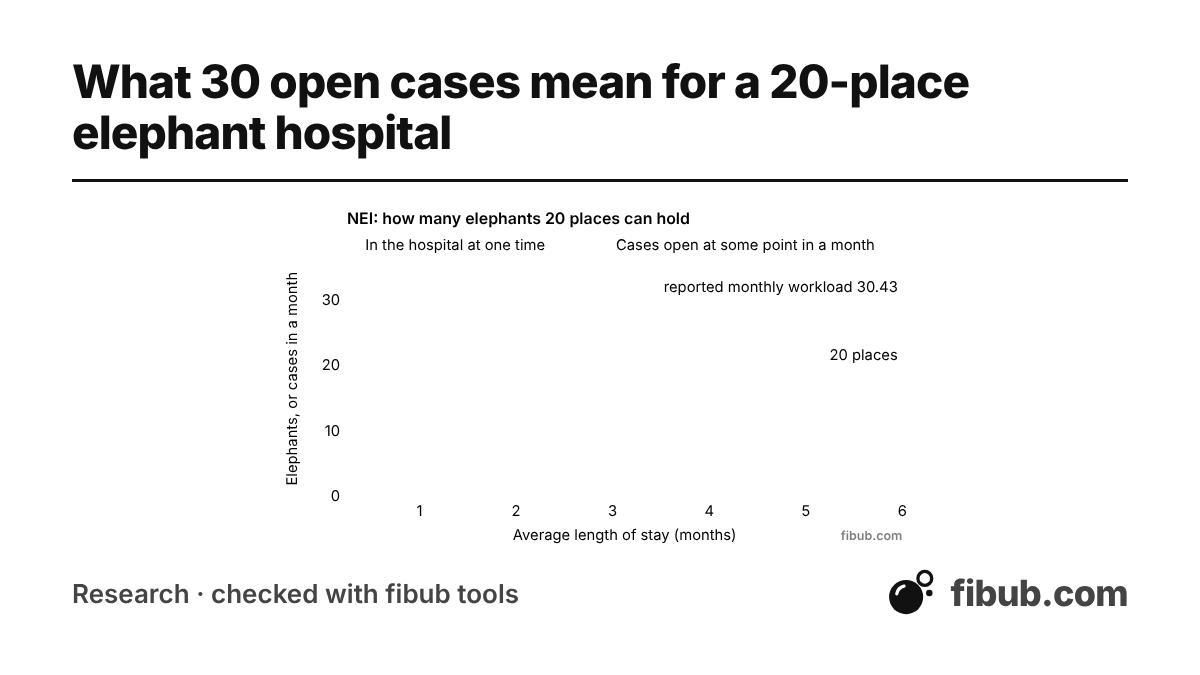 What 30 open cases mean for a 20-place
elephant hospital
NEI: how many elephants 20 places can hold
In the hospital at one time
Cases open at some point in a month
Elephants, or cases in a month
reported monthly workload 30.43
20 places
30
20
10
0
1 2 3 4 5 6
Average length of stay (months)
fibub.com
Research · checked with fibub tools
fibub.com